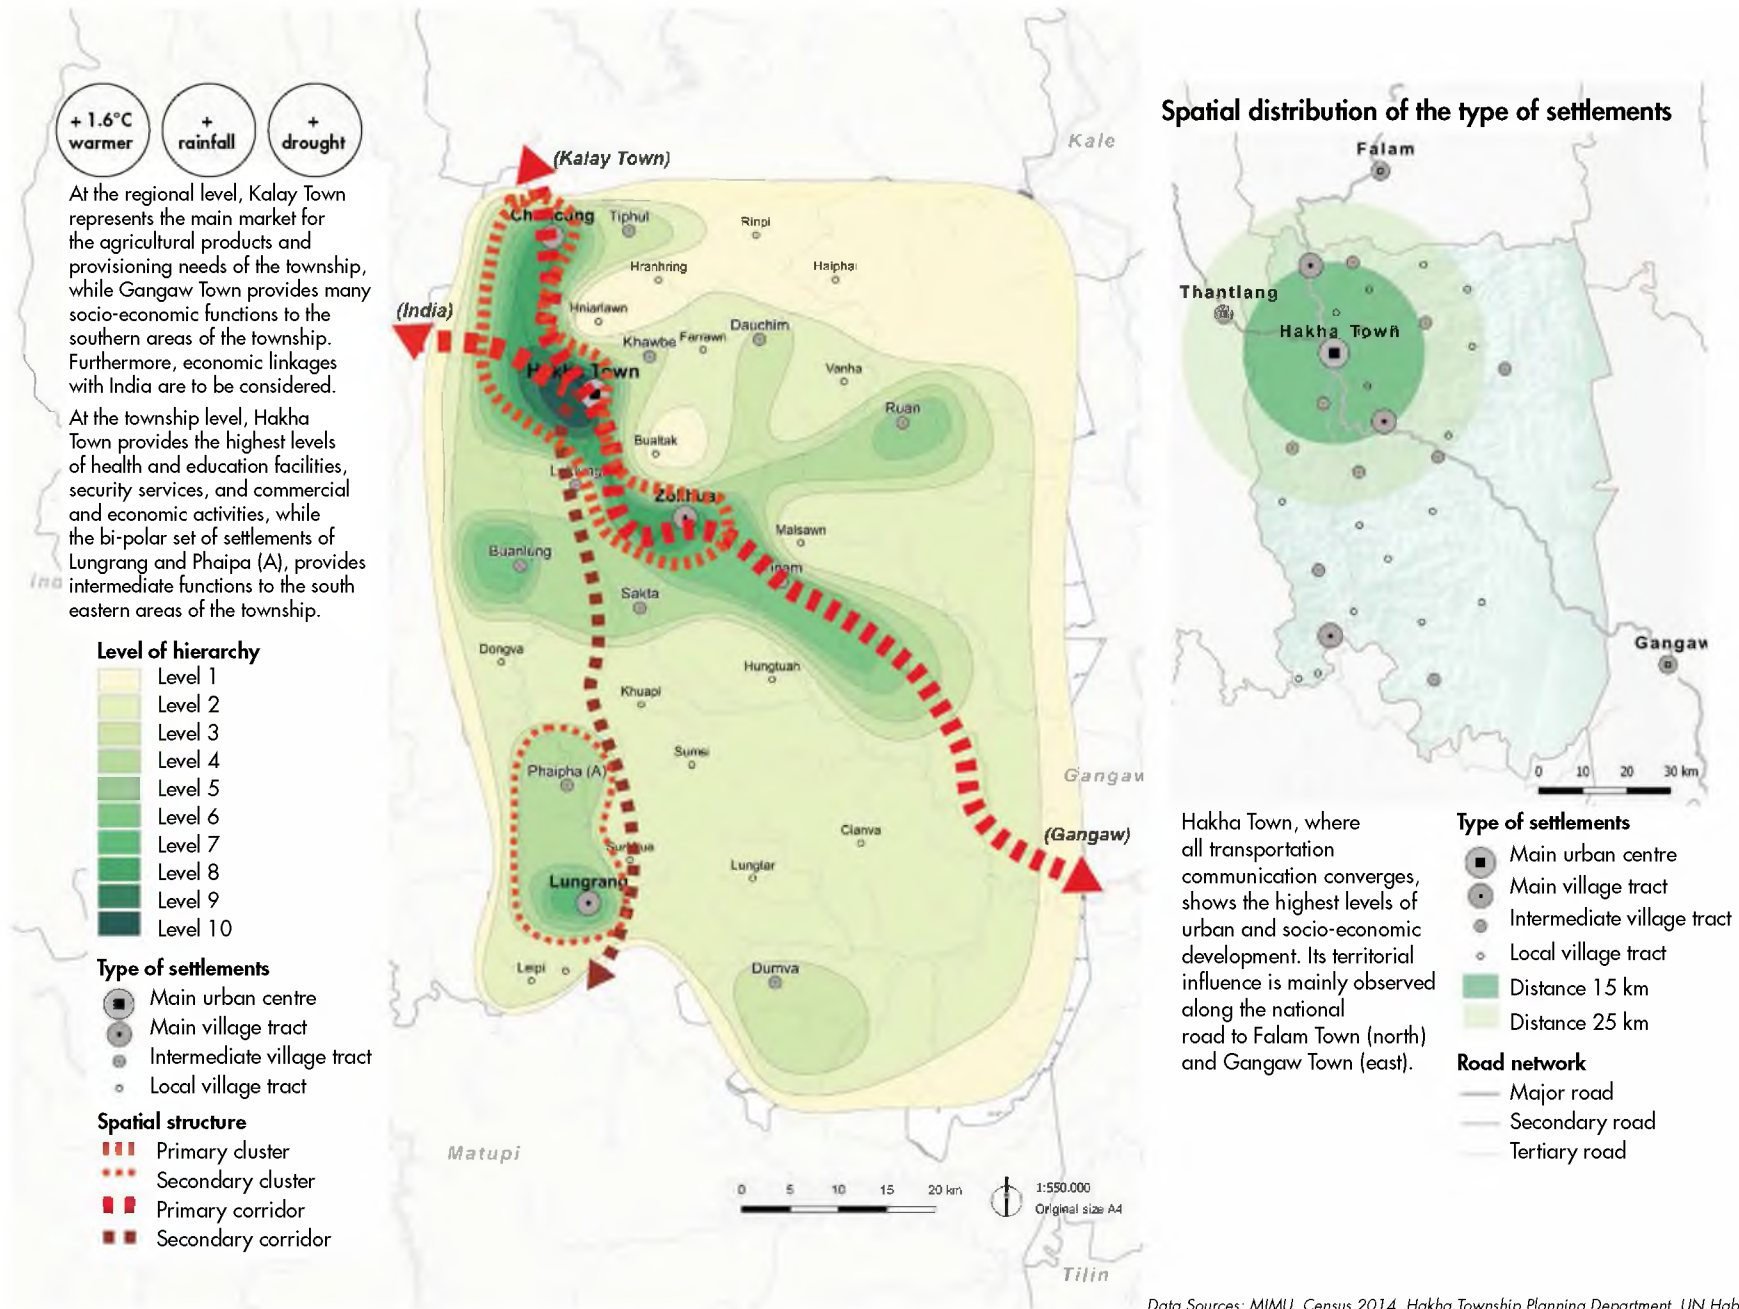 + 1.6°C
warmer
+
rainfall
+
drought
At the regional level, Kalay Town
represents the main market for
the agricultural products and
provisioning needs of the township,
while Gangaw Town provides many
socio-economic functions to the
southern areas of the township.
Furthermore, economic linkages
with India are to be considered.
At the township level, Hakha
Town provides the highest levels
of health and education facilities,
security services, and commercial
and economic activities, while
the bi-polar set of settlements of
Lungrang and Phaipa (A), provides
intermediate functions to the south
eastern areas of the township.
Level of hierarchy
Level 1
Level 2
Level 3
Level 4
Level 5
Level 6
Level 7
Level 8
Level 9
Level 10
Type of settlements
Main urban centre
Main village tract
Intermediate village tract
Local village tract
Spatial structure
Primary cluster
Secondary cluster
Primary corridor
Secondary corridor
(Kalay Town)
Kale
Tiphul
Rinpi
Hranhring
Haiphai
(India)
Hniarlawn
Khawbe
Farrawn
Dauchim
Hakha Town
Vanha
Ruan
Bualtak
Zokhua
Malsawn
Buanlung
Sakta
Dongva
Hungtuah
Khuapi
Sumsi
Phaipha (A)
Gangaw
Cianva
(Gangaw)
Lunglar
Lungrang
Leipi
Dumva
Matupi
0 5 10 15 20 km
1:550.000
Original size A4
Tilin
Spatial distribution of the type of settlements
Falam
Thantlang
Hakha Town
Gangaw
0 10 20 30 km
Hakha Town, where
all transportation
communication converges,
shows the highest levels of
urban and socio-economic
development. Its territorial
influence is mainly observed
along the national
road to Falam Town (north)
and Gangaw Town (east).
Type of settlements
Main urban centre
Main village tract
Intermediate village tract
Local village tract
Distance 15 km
Distance 25 km
Road network
Major road
Secondary road
Tertiary road
Data Sources: MIMU, Census 2014, Hakha Township Planning Department, UN Hab